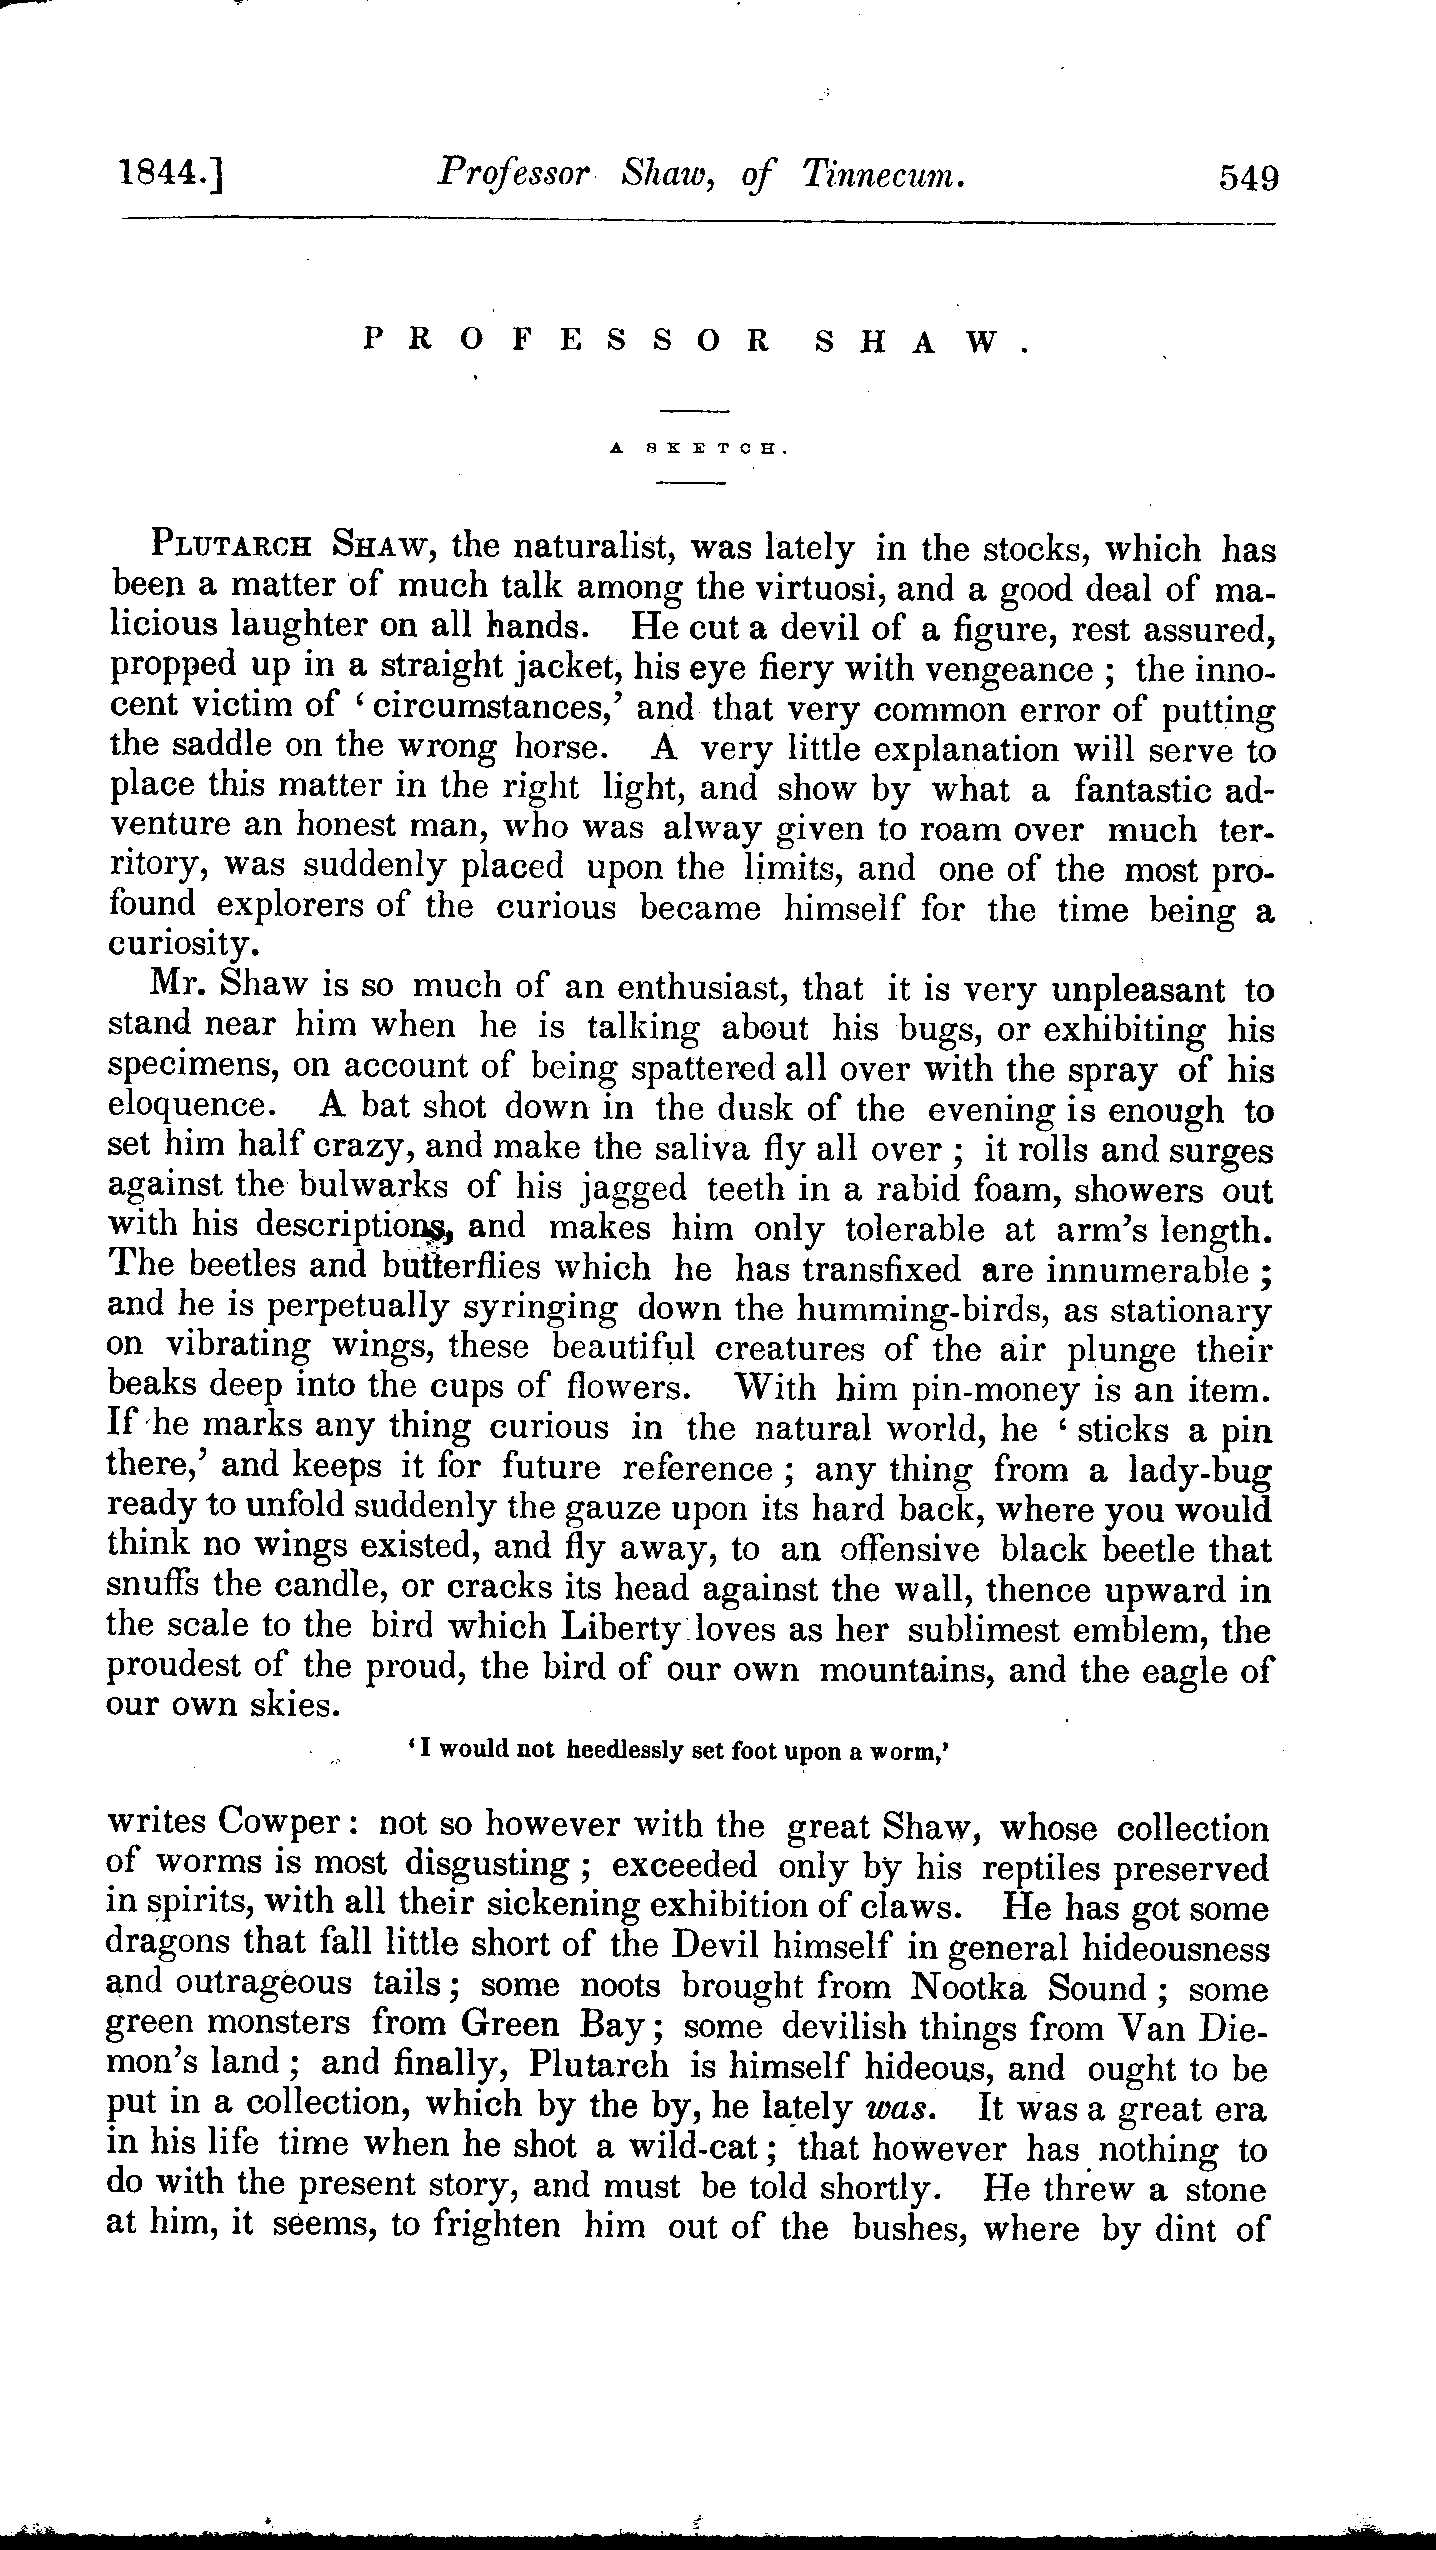 1844.] Professor Shaw, of Tinnecum. 549
PROFESSOR SHAW.
A SKETCH.
PLUTARCH SHAW, the naturalist, was lately in the stocks, which has
been a matter of much talk among the virtuosi, and a good deal of ma-
licious laughter on all hands. He cut a devil of a figure, rest assured,
propped up in a straight jacket, his eye fiery with vengeance ; the inno-
cent victim of ‘ circumstances,’ and that very common error of putting
the saddle on the wrong horse. A very little explanation will serve to
place this matter in the right light, and show by what a fantastic ad-
venture an honest man, who was alway given to roam over much ter-
ritory, was suddenly placed upon the limits, and one of the most pro-
found explorers of the curious became himself for the time being a
curiosity.
Mr. Shaw is so much of an enthusiast, that it is very unpleasant to
stand near him when he is talking about his bugs, or exhibiting his
specimens, on account of being spattered all over with the spray of his
eloquence. A bat shot down in the dusk of the evening is enough to
set him half crazy, and make the saliva fly all over ; it rolls and surges
against the bulwarks of his jagged teeth in a rabid foam, showers out
with his descriptions, and makes him only tolerable at arm’s length.
The beetles and butterflies which he has transfixed are innumerable ;
and he is perpetually syringing down the humming-birds, as stationary
on vibrating wings, these beautiful creatures of the air plunge their
beaks deep into the cups of flowers. With him pin-money is an item.
If he marks any thing curious in the natural world, he ‘ sticks a pin
there,’ and keeps it for future reference ; any thing from a lady-bug
ready to unfold suddenly the gauze upon its hard back, where you would
think no wings existed, and fly away, to an offensive black beetle that
snuffs the candle, or cracks its head against the wall, thence upward in
the scale to the bird which Liberty loves as her sublimest emblem, the
proudest of the proud, the bird of our own mountains, and the eagle of
our own skies.
‘ I would not heedlessly set foot upon a worm,’
writes Cowper : not so however with the great Shaw, whose collection
of worms is most disgusting ; exceeded only by his reptiles preserved
in spirits, with all their sickening exhibition of claws. He has got some
dragons that fall little short of the Devil himself in general hideousness
and outrageous tails ; some noots brought from Nootka Sound ; some
green monsters from Green Bay ; some devilish things from Van Die-
mon’s land ; and finally, Plutarch is himself hideous, and ought to be
put in a collection, which by the by, he lately was. It was a great era
in his life time when he shot a wild-cat ; that however has nothing to
do with the present story, and must be told shortly. He threw a stone
at him, it seems, to frighten him out of the bushes, where by dint of